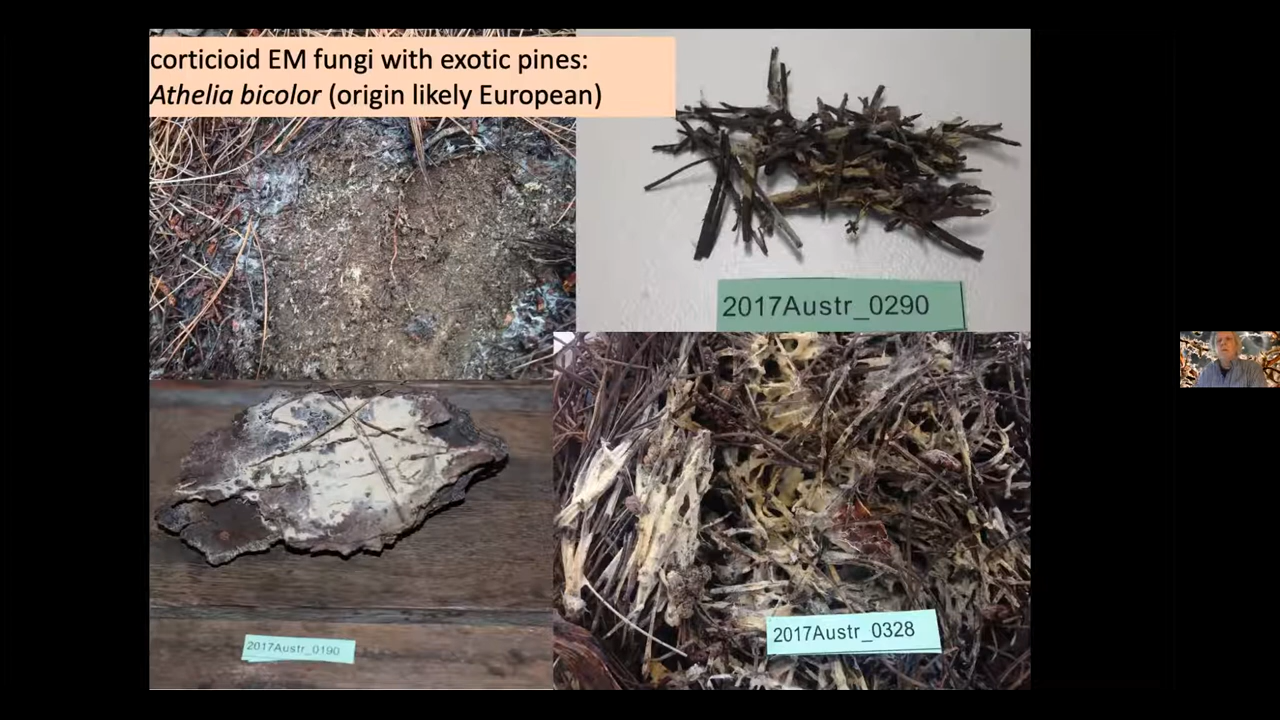 corticioid EM fungi with exotic pines:
Athelia bicolor (origin likely European)
2017Austr_0290
2017Austr_0328
2017Austr_0190